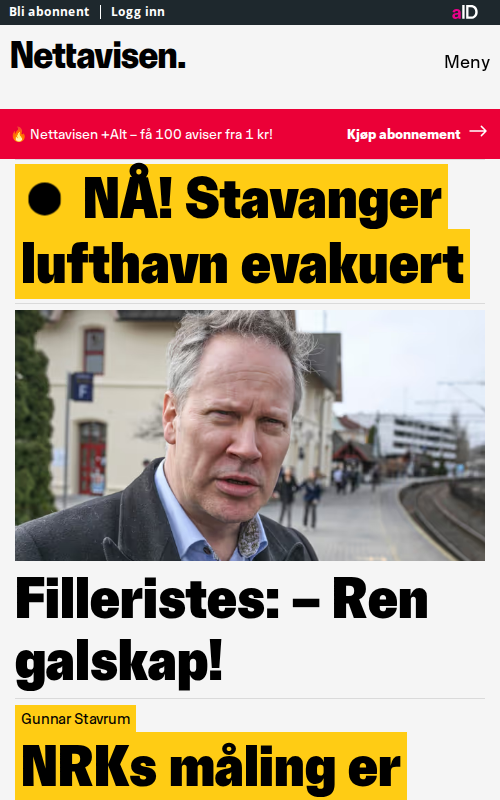 Bli abonnent | Logg inn
aID
Nettavisen.
Meny
🔥 Nettavisen +Alt – få 100 aviser fra 1 kr!
Kjøp abonnement →
● NÅ! Stavanger
lufthavn evakuert
F
Filleristes: – Ren
galskap!
Gunnar Stavrum
NRKs måling er